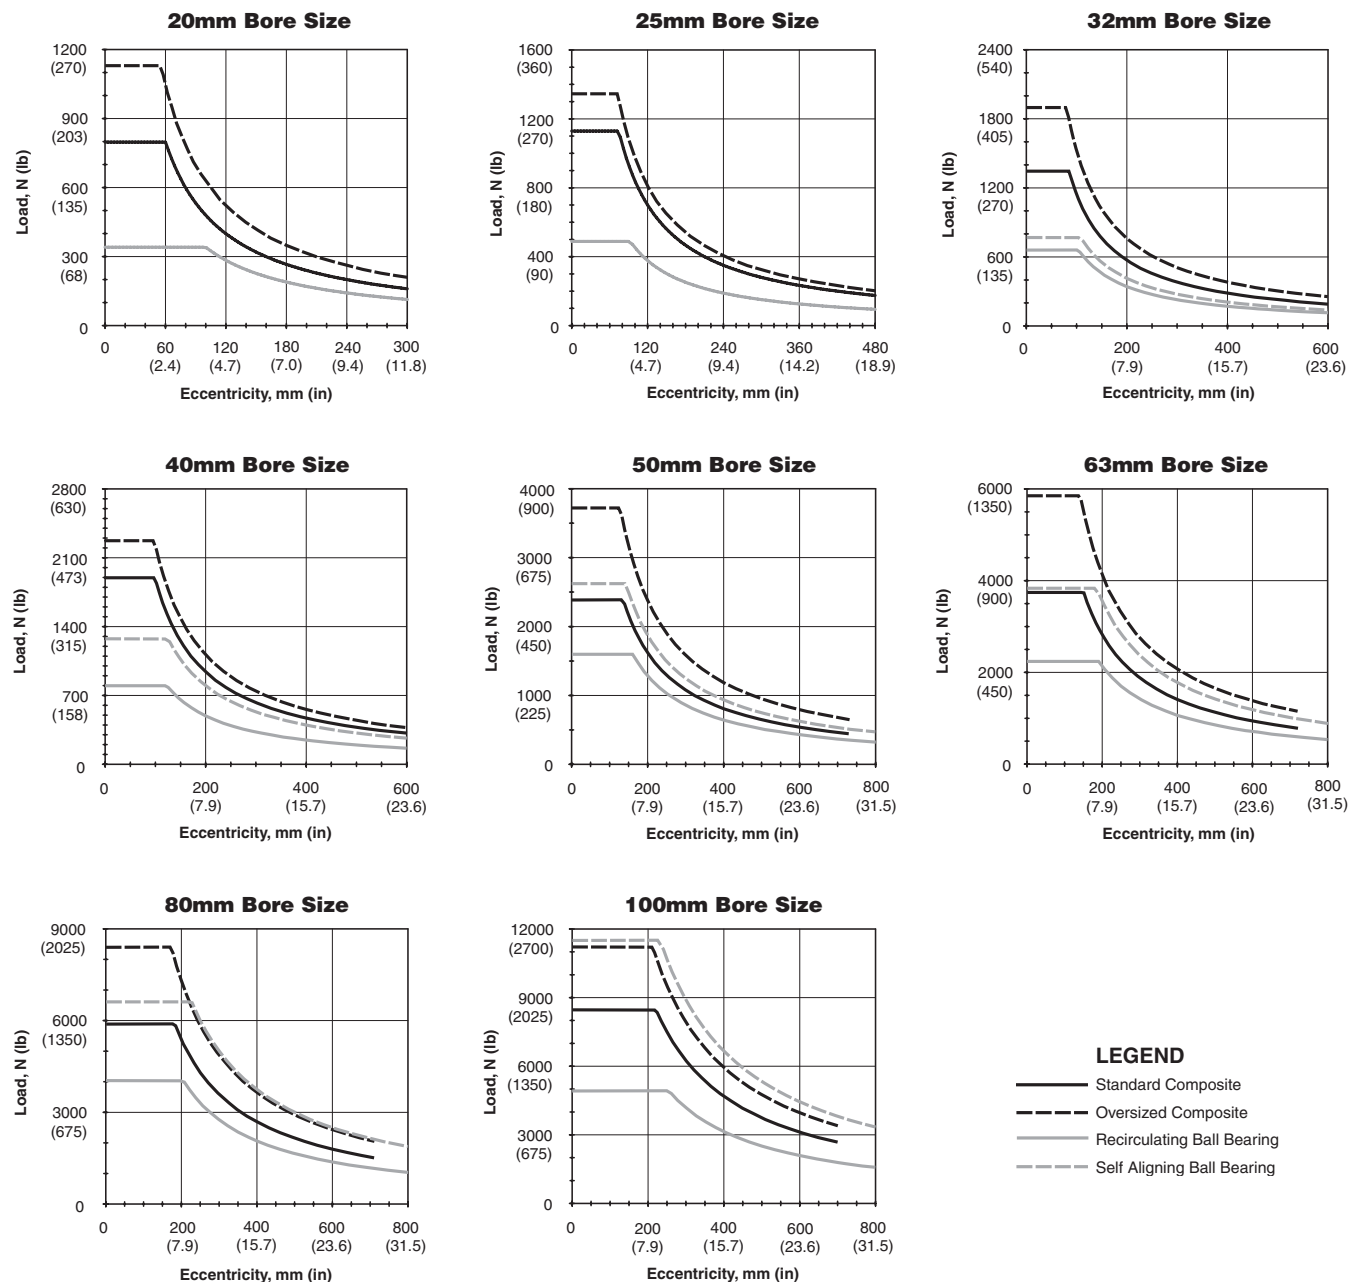 20mm Bore Size
1200
(270)
900
(203)
600
(135)
300
(68)
0
Load, N (lb)
0 60 120 180 240 300
(2.4) (4.7) (7.0) (9.4) (11.8)
Eccentricity, mm (in)
25mm Bore Size
1600
(360)
1200
(270)
800
(180)
400
(90)
0
Load, N (lb)
0 120 240 360 480
(4.7) (9.4) (14.2) (18.9)
Eccentricity, mm (in)
32mm Bore Size
2400
(540)
1800
(405)
1200
(270)
600
(135)
0
Load, N (lb)
0 200 400 600
(7.9) (15.7) (23.6)
Eccentricity, mm (in)
40mm Bore Size
2800
(630)
2100
(473)
1400
(315)
700
(158)
0
Load, N (lb)
0 200 400 600
(7.9) (15.7) (23.6)
Eccentricity, mm (in)
50mm Bore Size
4000
(900)
3000
(675)
2000
(450)
1000
(225)
0
Load, N (lb)
0 200 400 600 800
(7.9) (15.7) (23.6) (31.5)
Eccentricity, mm (in)
63mm Bore Size
6000
(1350)
4000
(900)
2000
(450)
0
Load, N (lb)
0 200 400 600 800
(7.9) (15.7) (23.6) (31.5)
Eccentricity, mm (in)
80mm Bore Size
9000
(2025)
6000
(1350)
3000
(675)
0
Load, N (lb)
0 200 400 600 800
(7.9) (15.7) (23.6) (31.5)
Eccentricity, mm (in)
100mm Bore Size
12000
(2700)
9000
(2025)
6000
(1350)
3000
(675)
0
Load, N (lb)
0 200 400 600 800
(7.9) (15.7) (23.6) (31.5)
Eccentricity, mm (in)
LEGEND
Standard Composite
Oversized Composite
Recirculating Ball Bearing
Self Aligning Ball Bearing